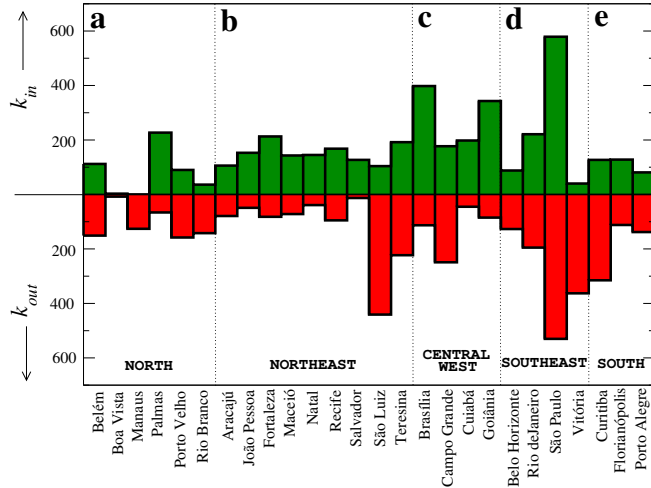 a b c d e
600
400
200
0
200
400
600
k_in
k_out
NORTH
NORTHEAST
CENTRAL
WEST
SOUTHEAST
SOUTH
Belém
Boa Vista
Manaus
Palmas
Porto Velho
Rio Branco
Aracajú
João Pessoa
Fortaleza
Maceió
Natal
Recife
Salvador
São Luiz
Teresina
Brasília
Campo Grande
Cuiabá
Goiânia
Belo Horizonte
Rio deJaneiro
São Paulo
Vitória
Curitiba
Florianópolis
Porto Alegre